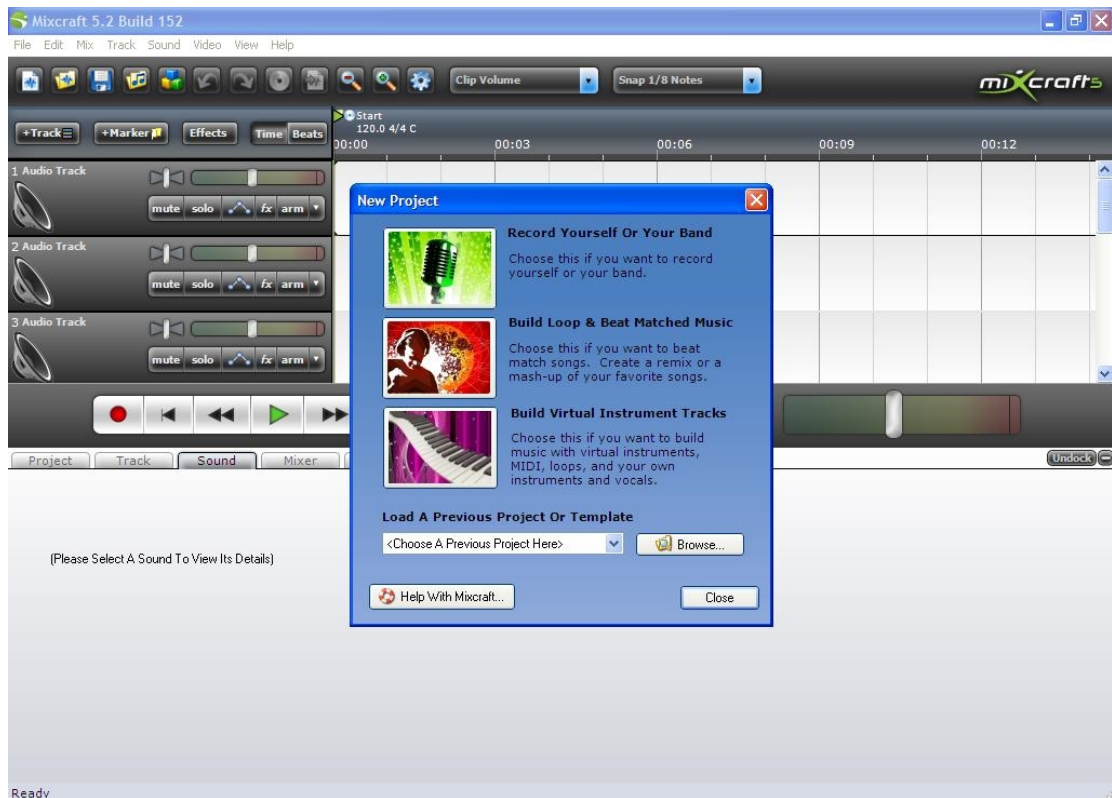 Mixcraft 5.2 Build 152
File Edit Mix Track Sound Video View Help
Clip Volume Snap 1/8 Notes mixcraft5
+Track +Marker Effects Time Beats
Start
120.0 4/4 C
00:00 00:03 00:06 00:09 00:12
1 Audio Track
mute solo fx arm
2 Audio Track
mute solo fx arm
3 Audio Track
mute solo fx arm
New Project
Record Yourself Or Your Band
Choose this if you want to record
yourself or your band.
Build Loop & Beat Matched Music
Choose this if you want to beat
match songs. Create a remix or a
mash-up of your favorite songs.
Build Virtual Instrument Tracks
Choose this if you want to build
music with virtual instruments,
MIDI, loops, and your own
instruments and vocals.
Load A Previous Project Or Template
<Choose A Previous Project Here> Browse...
Help With Mixcraft... Close
Project Track Sound Mixer Undock
(Please Select A Sound To View Its Details)
Ready